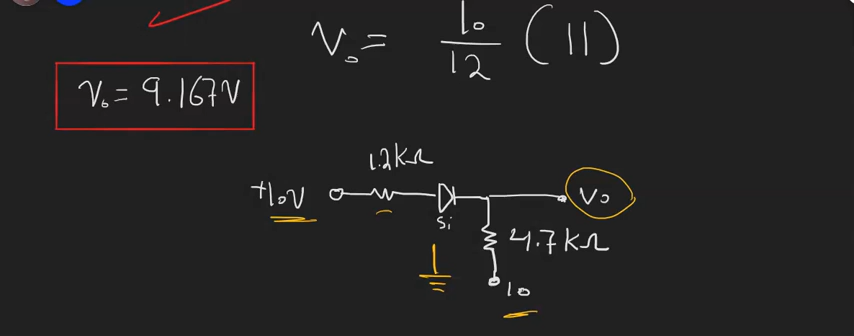 V₀ = 10/12 (11)
V₀ = 9.167V
1.2kΩ
+10V
V₀
Si
4.7kΩ
10